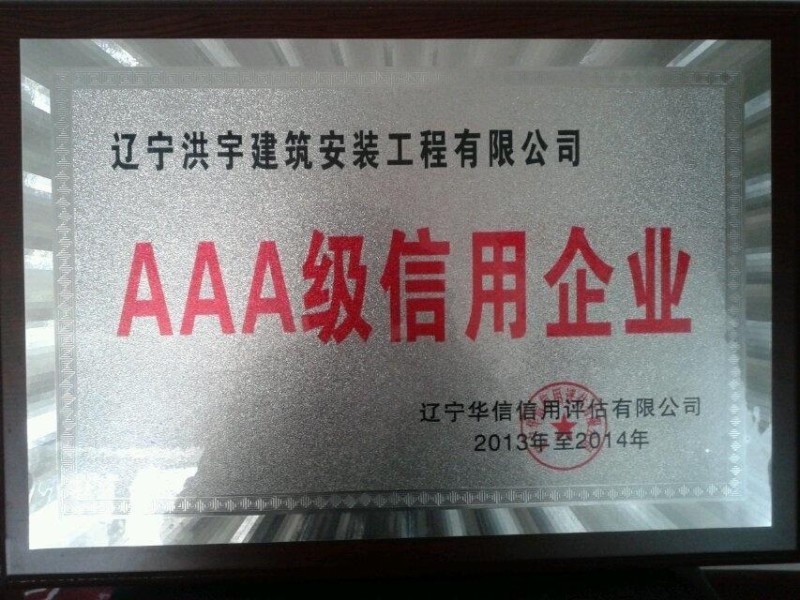 辽宁洪宇建筑安装工程有限公司
AAA级信用企业
辽宁华信信用评估有限公司
2013年至2014年